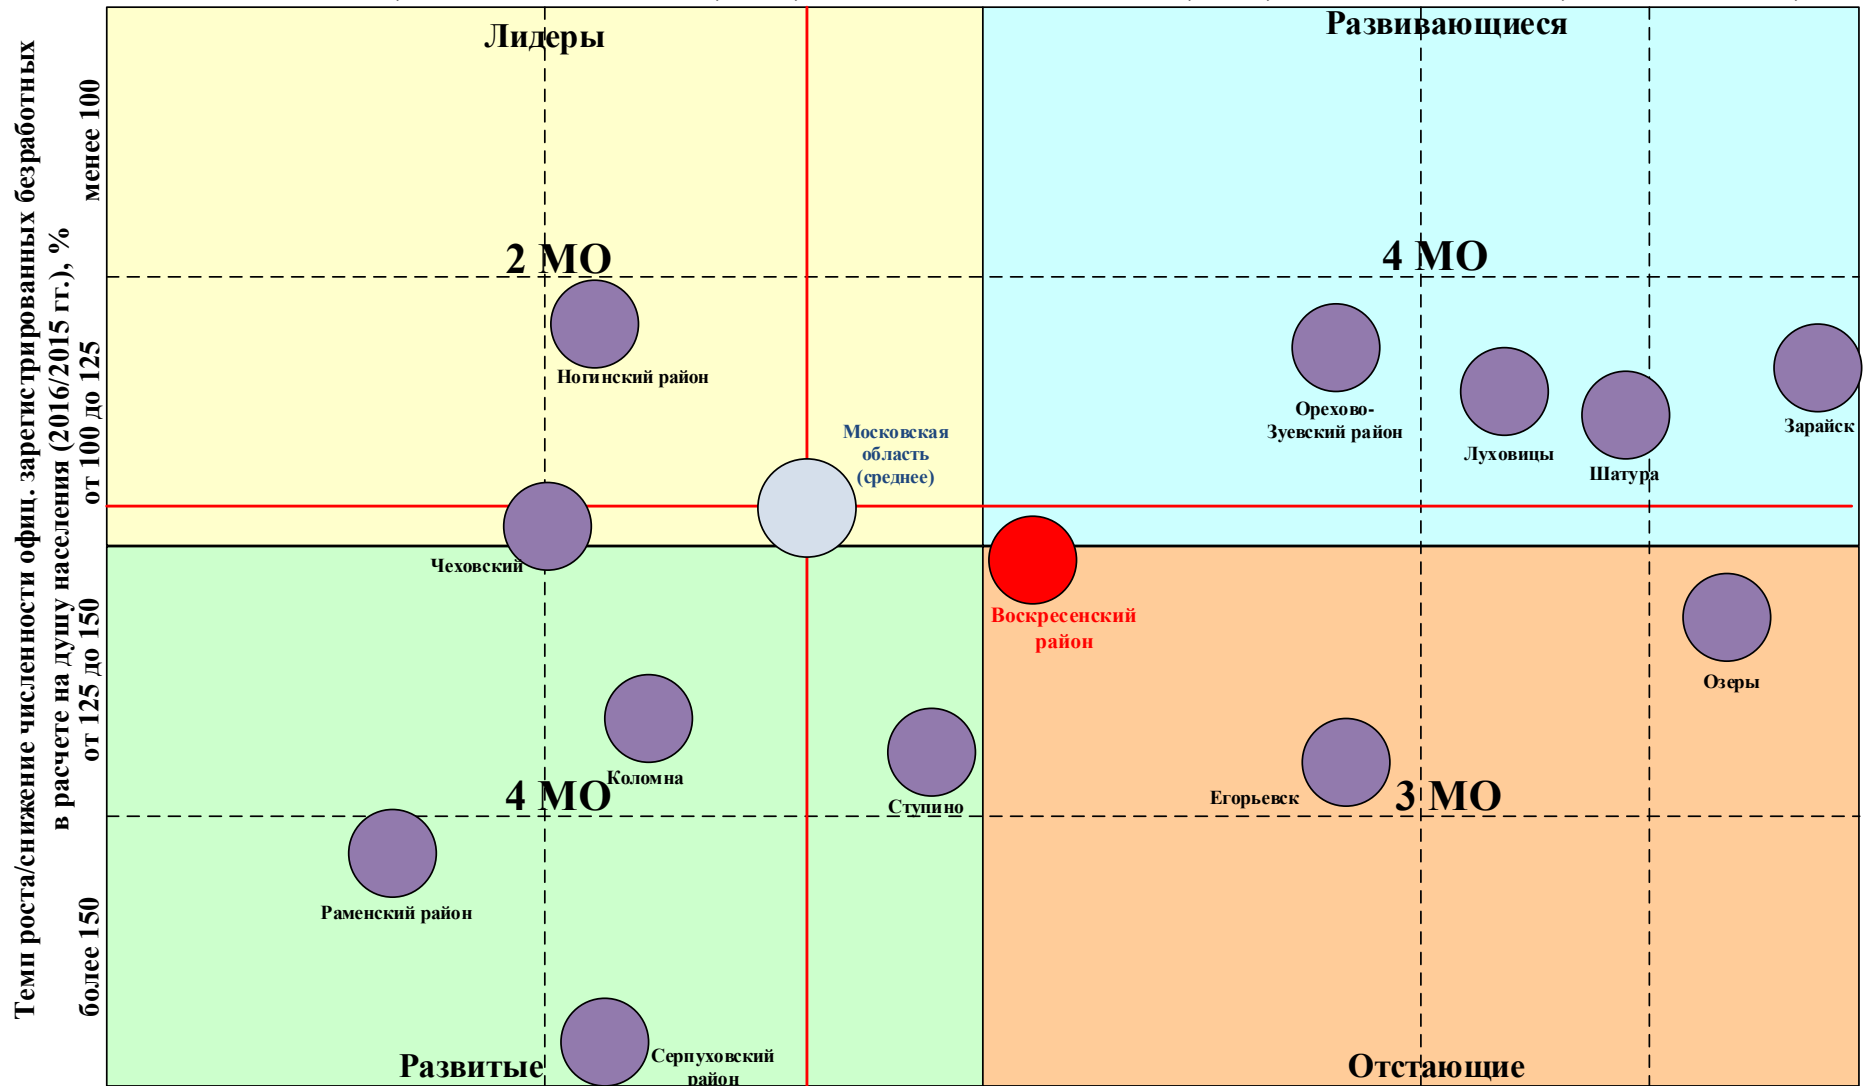 Лидеры
Развивающиеся
Темп роста/снижение численности офиц. зарегистрированных безработных
в расчете на душу населения (2016/2015 гг.), %
менее 100
от 100 до 125
от 125 до 150
более 150
2 МО
4 МО
Ногинский район
Орехово-
Зуевский район
Луховицы
Шатура
Зарайск
Московская
область
(среднее)
Чеховский
Воскресенский
район
Озеры
Коломна
4 МО
Ступино
Егорьевск
3 МО
Раменский район
Серпуховский
район
Развитые
Отстающие